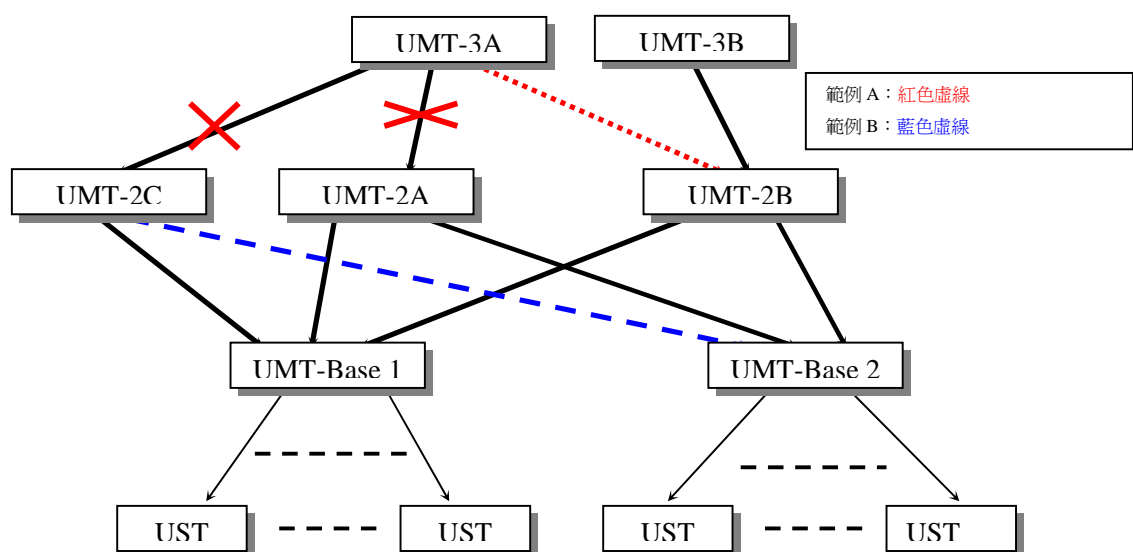 UMT-3A
UMT-3B
範例 A：紅色虛線
範例 B：藍色虛線
UMT-2C
UMT-2A
UMT-2B
UMT-Base 1
UMT-Base 2
UST
UST
UST
UST